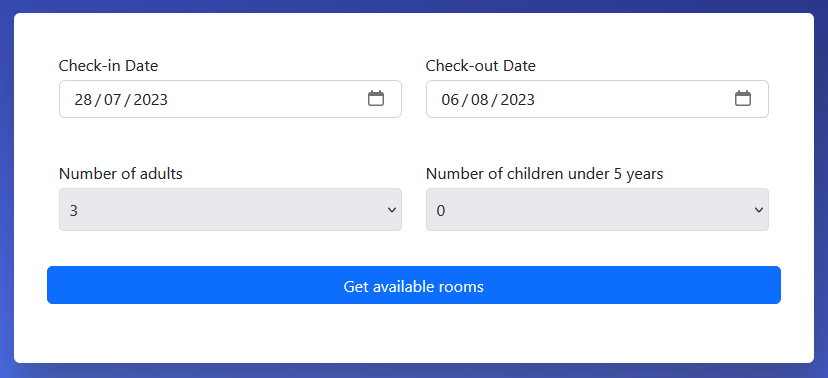 Check-in Date
Check-out Date
28/07/2023
06/08/2023
Number of adults
Number of children under 5 years
3
0
Get available rooms